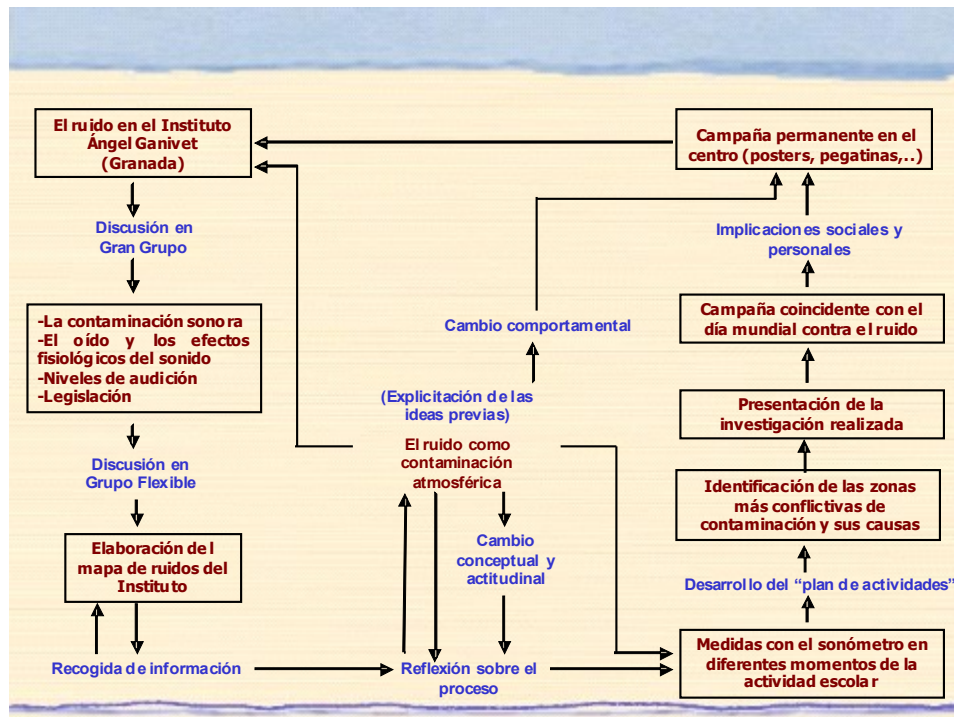 El ruido en el Instituto
Ángel Ganivet
(Granada)
Discusión en
Gran Grupo
-La contaminación sonora
-El oído y los efectos
fisiológicos del sonido
-Niveles de audición
-Legislación
Discusión en
Grupo Flexible
Elaboración del
mapa de ruidos del
Instituto
Recogida de información
Cambio comportamental
(Explicitación de las
ideas previas)
El ruido como
contaminación
atmosférica
Cambio
conceptual y
actitudinal
Reflexión sobre el
proceso
Campaña permanente en el
centro (posters, pegatinas,..)
Implicaciones sociales y
personales
Campaña coincidente con el
día mundial contra el ruido
Presentación de la
investigación realizada
Identificación de las zonas
más conflictivas de
contaminación y sus causas
Desarrollo del “plan de actividades”
Medidas con el sonómetro en
diferentes momentos de la
actividad escolar